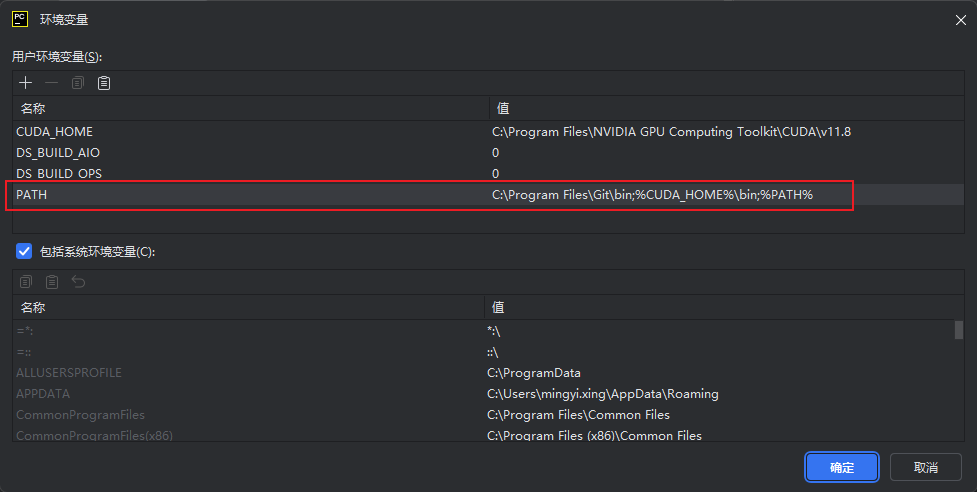 PC 环境变量
用户环境变量(S):
名称 值
CUDA_HOME C:\Program Files\NVIDIA GPU Computing Toolkit\CUDA\v11.8
DS_BUILD_AIO 0
DS_BUILD_OPS 0
PATH C:\Program Files\Git\bin;%CUDA_HOME%\bin;%PATH%
包括系统环境变量(C):
名称 值
=*: *:\
=:: ::\
ALLUSERSPROFILE C:\ProgramData
APPDATA C:\Users\mingyi.xing\AppData\Roaming
CommonProgramFiles C:\Program Files\Common Files
CommonProgramFiles(x86) C:\Program Files (x86)\Common Files
确定 取消